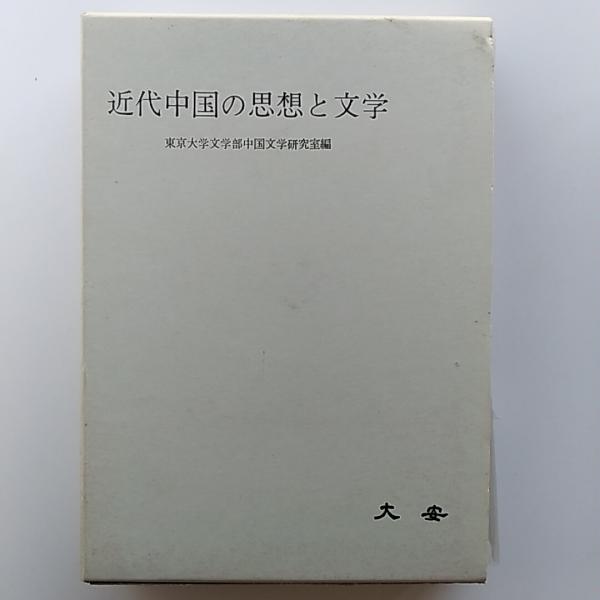 近代中国の思想と文学
東京大学文学部中国文学研究室編
大安